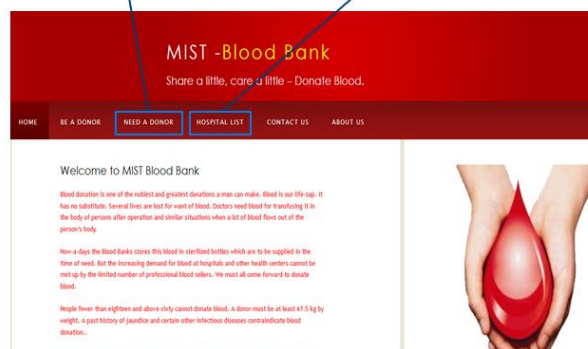 MIST -Blood Bank
Share a little, care a little – Donate Blood.
HOME BE A DONOR NEED A DONOR HOSPITAL LIST CONTACT US ABOUT US
Welcome to MIST Blood Bank
Blood donation is one of the noblest and greatest donations a man can make. Blood is our life-sap. It
has no substitute. Several lives are lost for want of blood. Doctors need blood for transfusing it in
the body of persons after operation and similar situations when a lot of blood flows out of the
person's body.
Now-a-days the Blood Banks stores this blood in sterilized bottles which are to be supplied in the
time of need. But the increasing demand for blood at hospitals and other health centers cannot be
met up by the limited number of professional blood sellers. We must all come forward to donate
blood.
People fewer than eighteen and above sixty cannot donate blood. A donor must be at least 47.5 kg by
weight. A past history of jaundice and certain other infectious diseases contraindicate blood
donation..